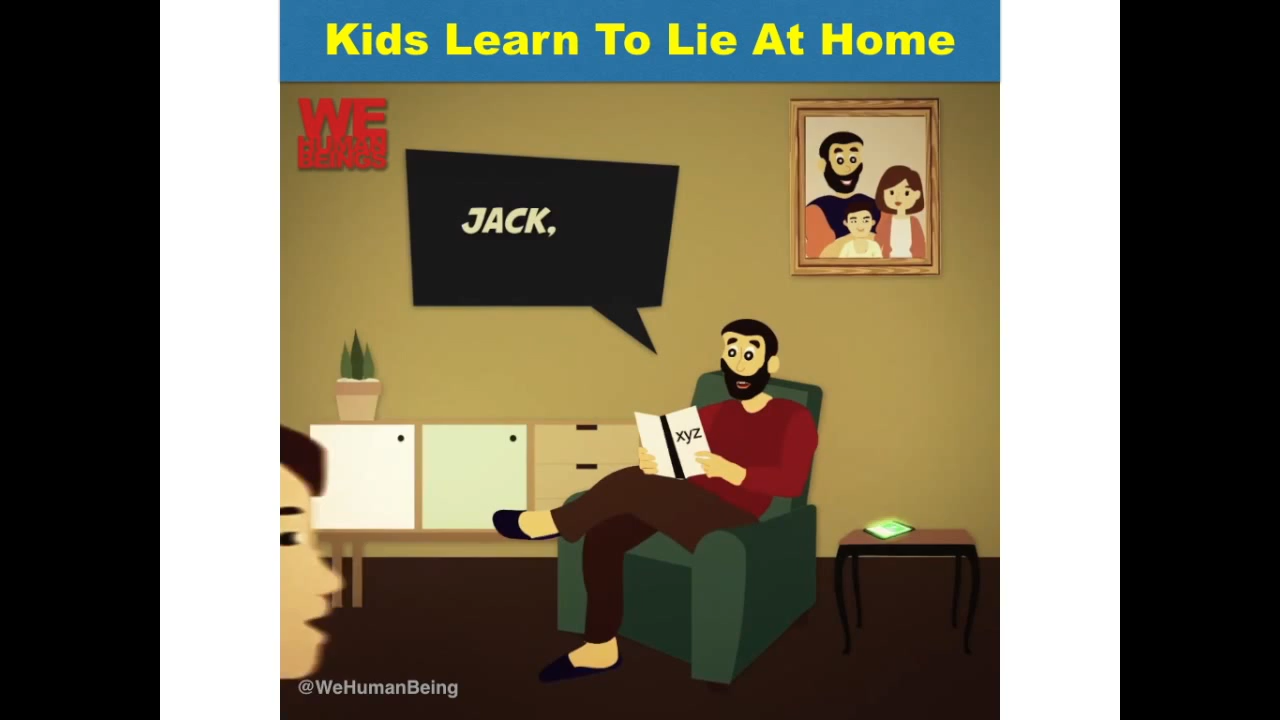 Kids Learn To Lie At Home
WE
HUMAN
BEINGS
JACK,
xyz
@WeHumanBeing